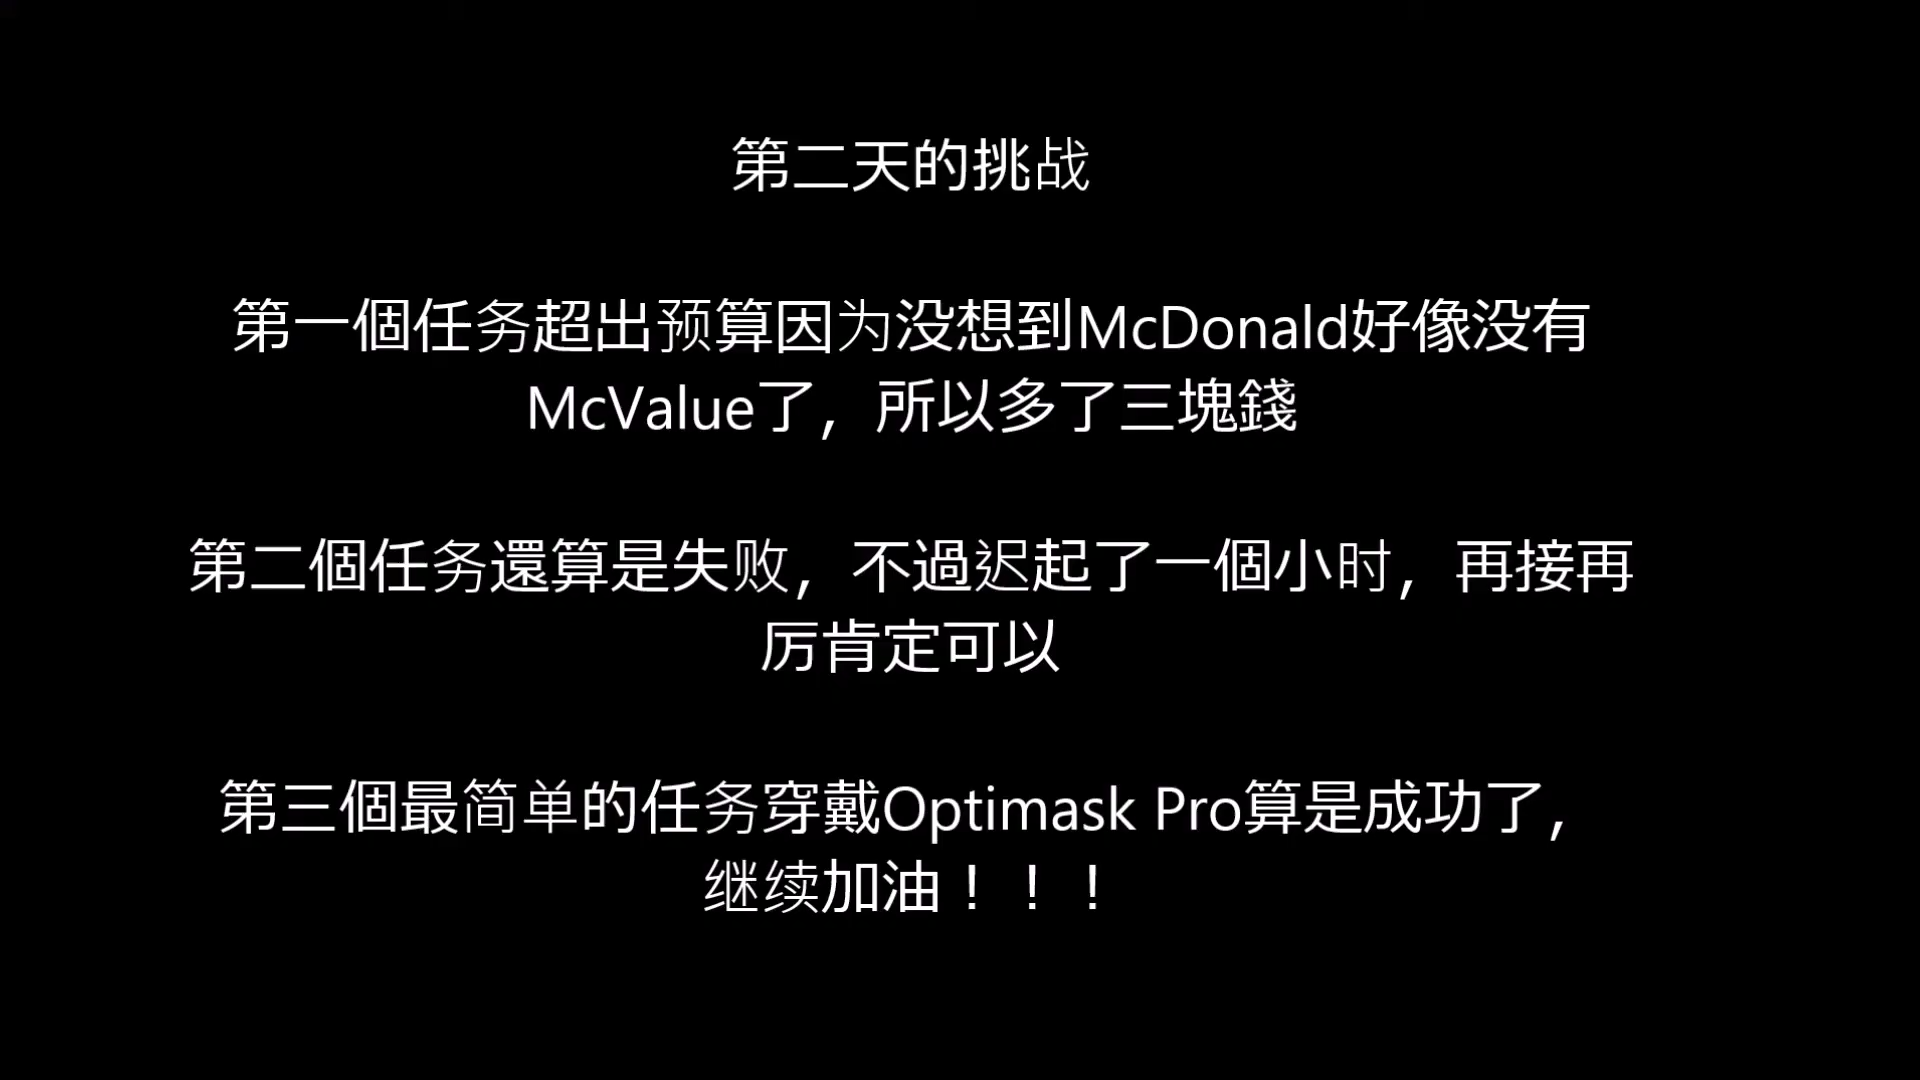 第二天的挑战
第一個任务超出预算因为没想到McDonald好像没有
McValue了，所以多了三塊錢
第二個任务還算是失败，不過迟起了一個小时，再接再
厉肯定可以
第三個最简单的任务穿戴Optimask Pro算是成功了，
继续加油！！！